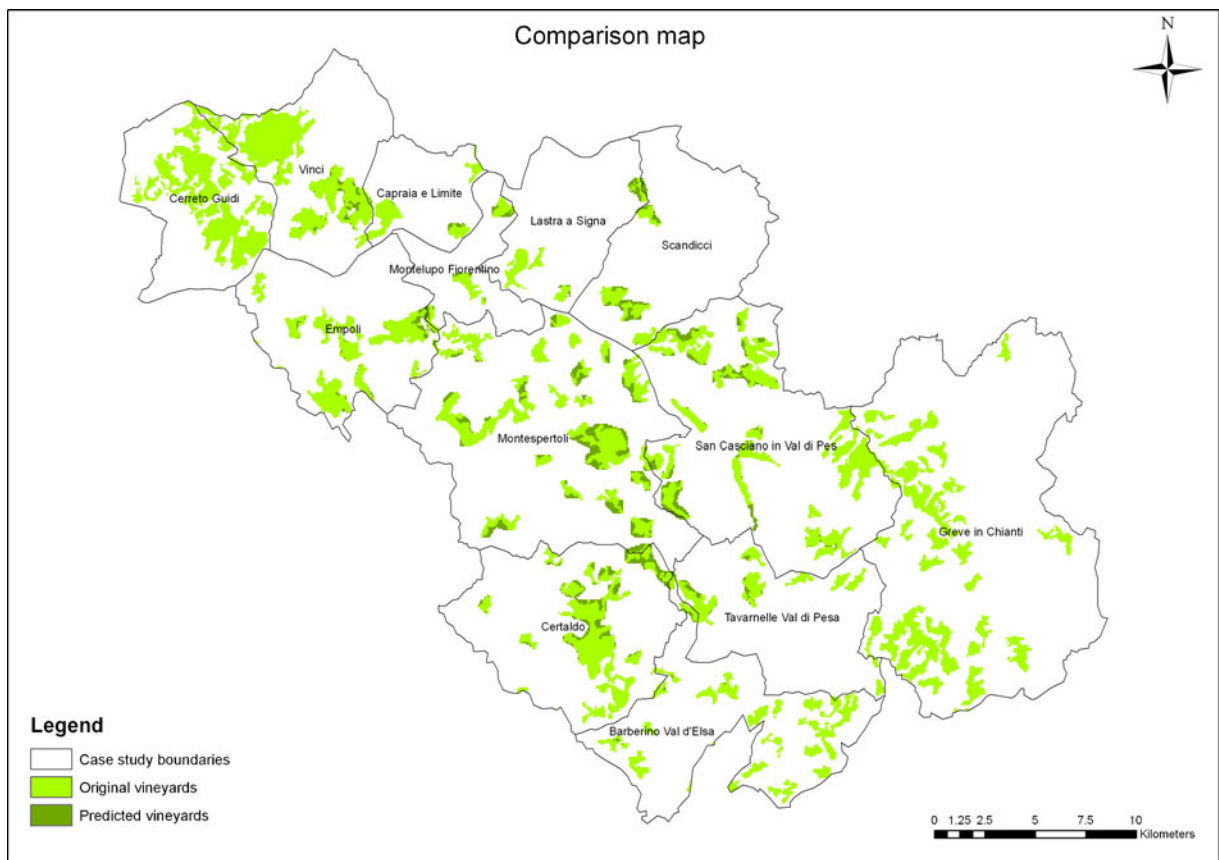 Comparison map
N
Vinci
Cerreto Guidi
Capraia e Limite
Lastra a Signa
Scandicci
Montelupo Fiorentino
Empoli
Montespertoli
San Casciano in Val di Pes
Greve in Chianti
Certaldo
Tavarnelle Val di Pesa
Barberino Val d'Elsa
Legend
Case study boundaries
Original vineyards
Predicted vineyards
0 1.25 2.5 5 7.5 10
Kilometers